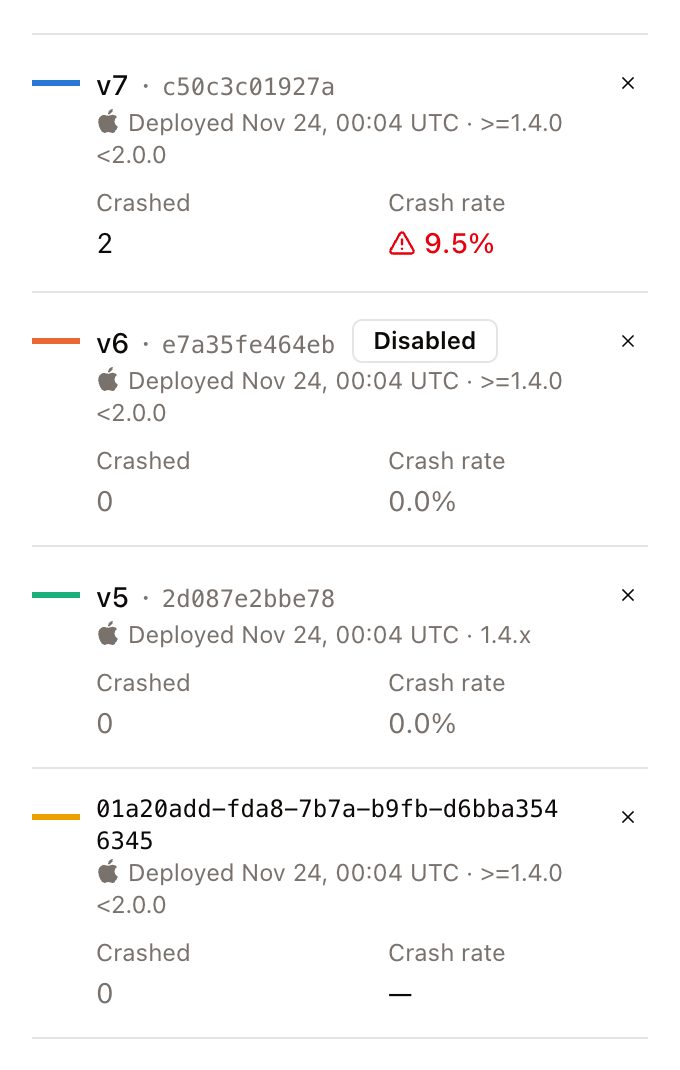 v7 · c50c3c01927a
Deployed Nov 24, 00:04 UTC · >=1.4.0
<2.0.0
Crashed Crash rate
2 9.5%
v6 · e7a35fe464eb Disabled
Deployed Nov 24, 00:04 UTC · >=1.4.0
<2.0.0
Crashed Crash rate
0 0.0%
v5 · 2d087e2bbe78
Deployed Nov 24, 00:04 UTC · 1.4.x
Crashed Crash rate
0 0.0%
01a20add-fda8-7b7a-b9fb-d6bba354
6345
Deployed Nov 24, 00:04 UTC · >=1.4.0
<2.0.0
Crashed Crash rate
0 —